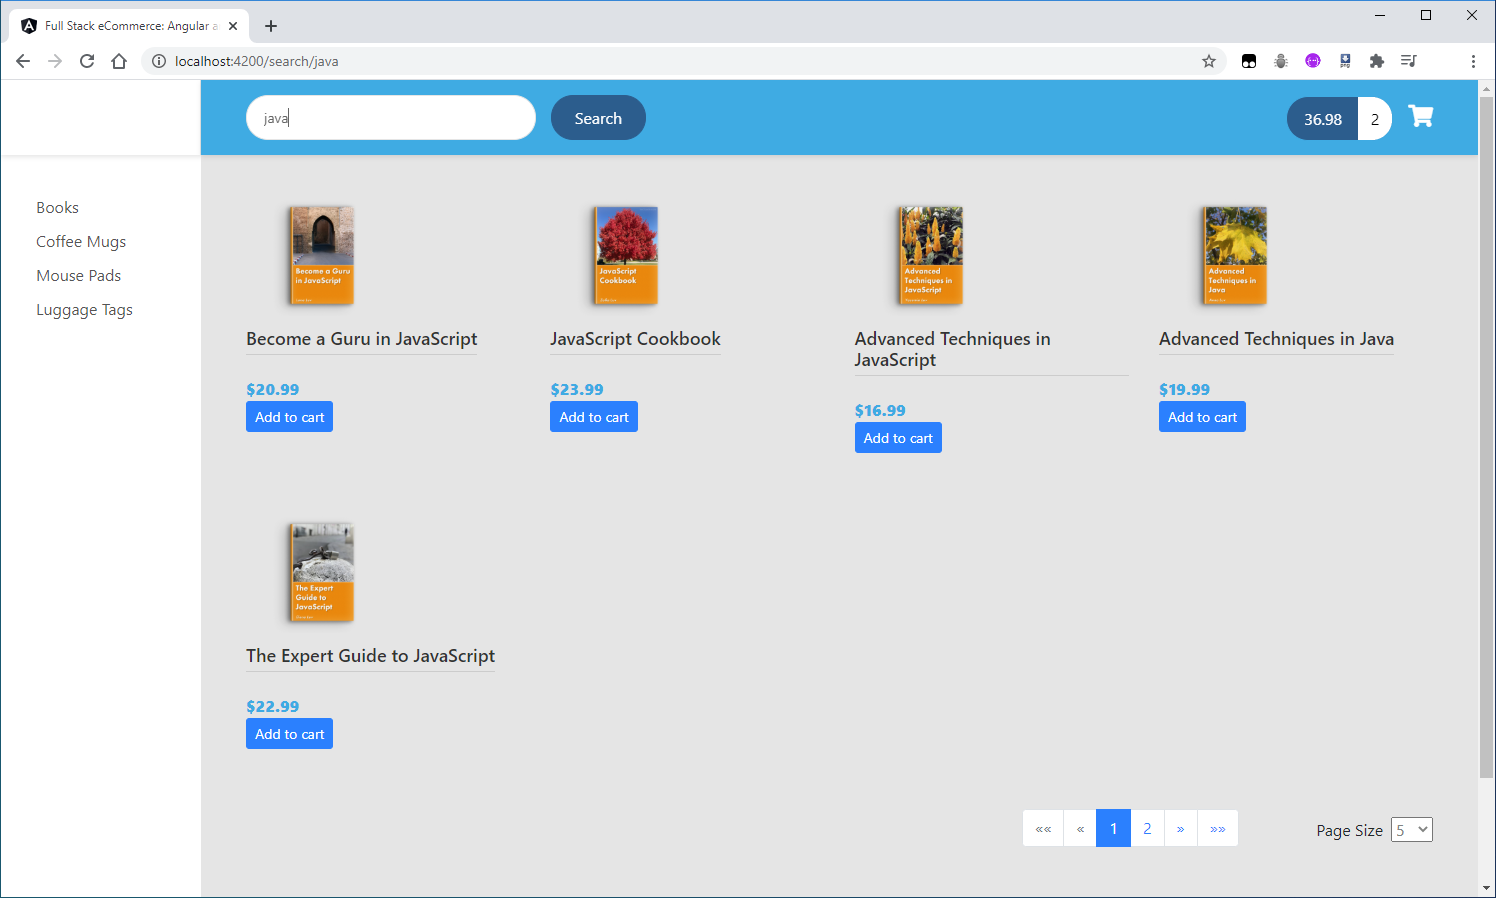 Full Stack eCommerce: Angular a
localhost:4200/search/java
java
Search
36.98
2
Books
Coffee Mugs
Mouse Pads
Luggage Tags
Become a Guru
in JavaScript
JavaScript
Cookbook
Advanced
Techniques in
JavaScript
Advanced
Techniques in
Java
Become a Guru in JavaScript
JavaScript Cookbook
Advanced Techniques in
JavaScript
Advanced Techniques in Java
$20.99
$23.99
$16.99
$19.99
Add to cart
Add to cart
Add to cart
Add to cart
The Expert
Guide to
JavaScript
The Expert Guide to JavaScript
$22.99
Add to cart
«« « 1 2 » »»
Page Size 5